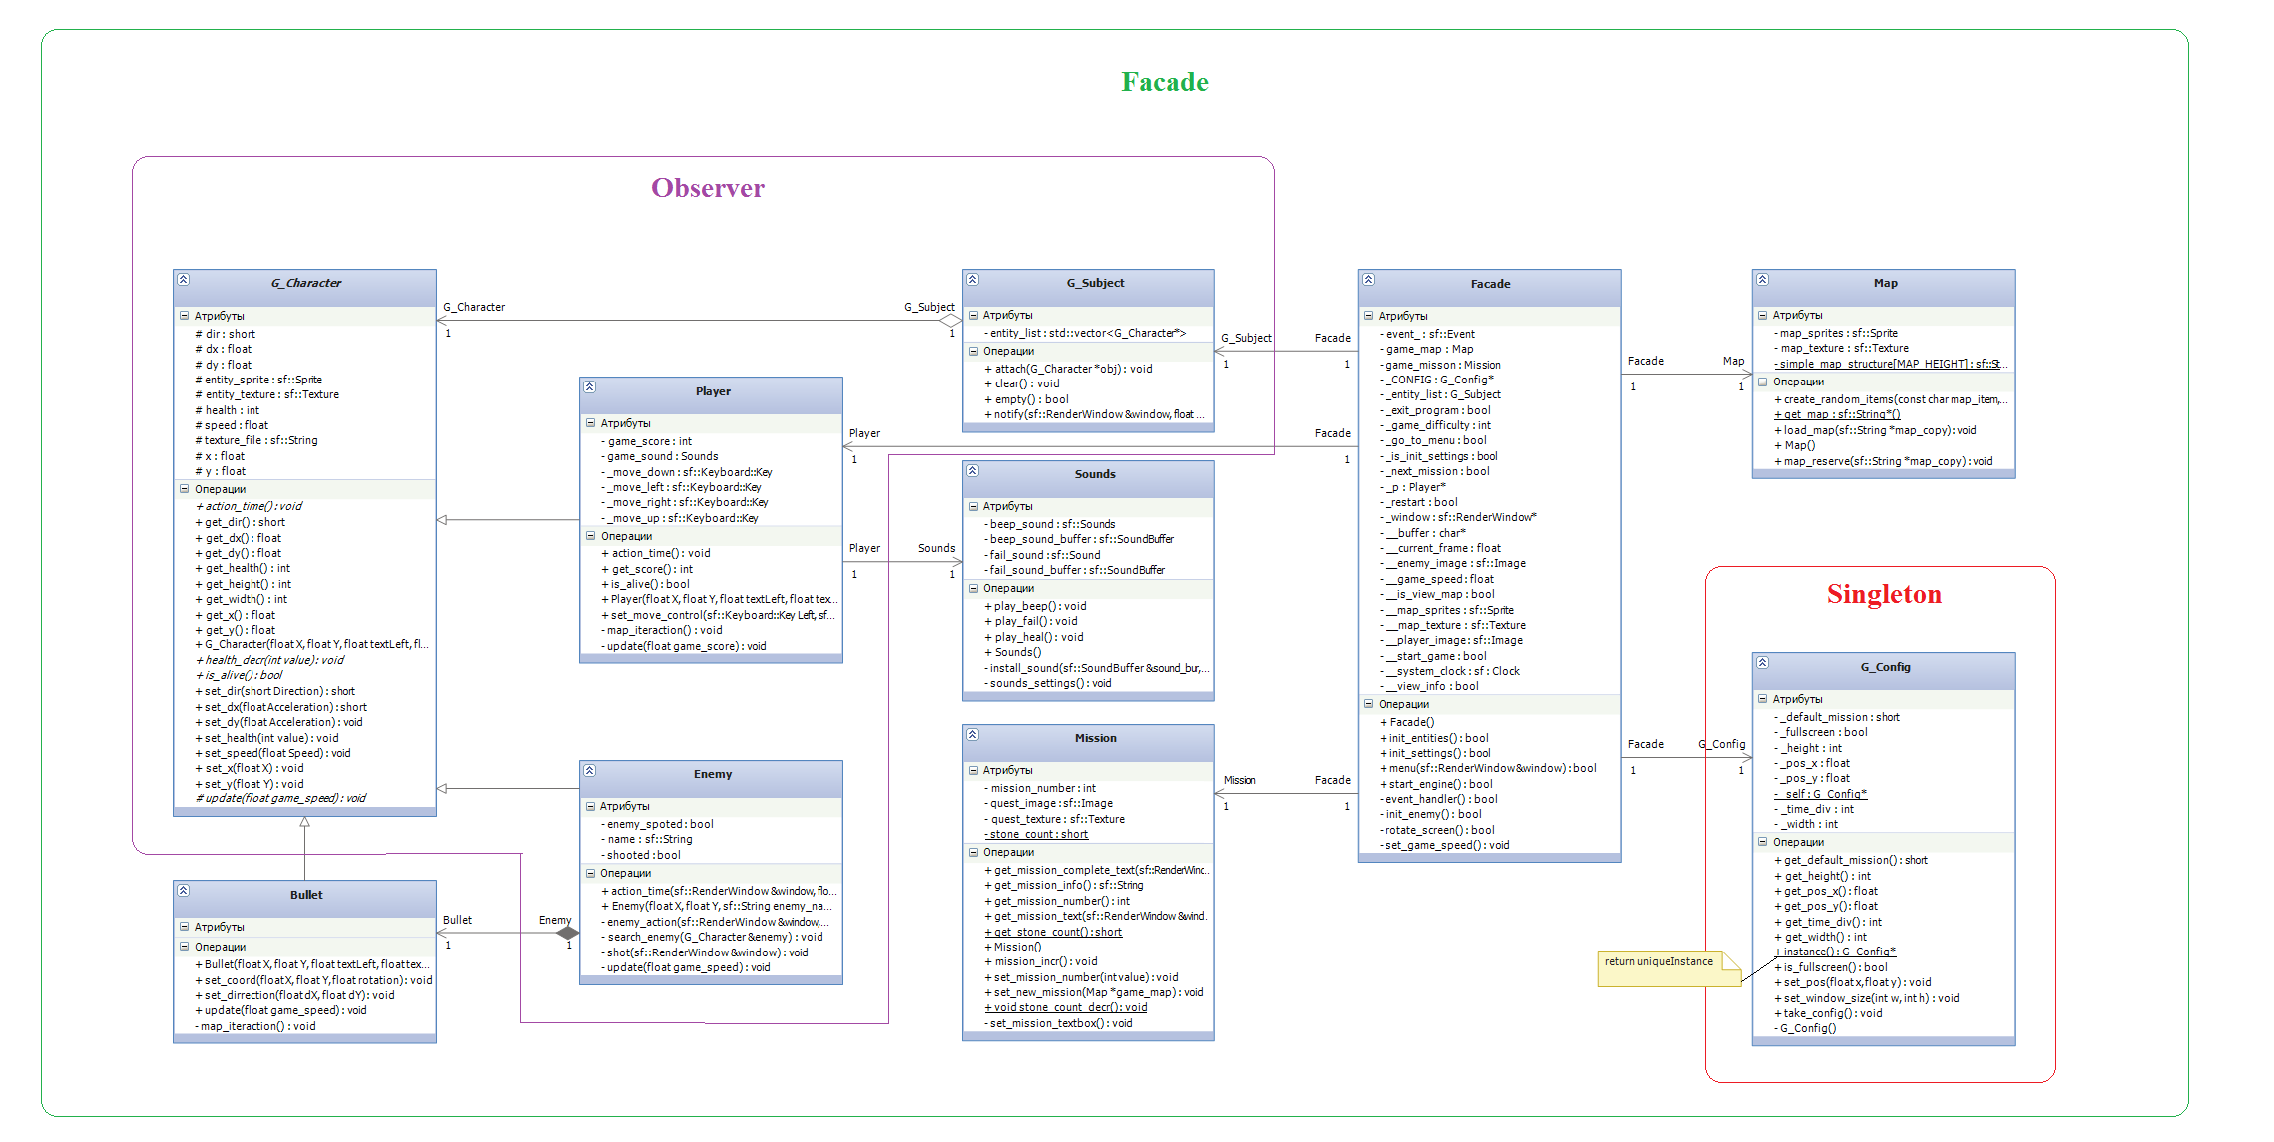 Facade
Observer
G_Character
Атрибуты
# dir : short
# dx : float
# dy : float
# entity_sprite : sf::Sprite
# entity_texture : sf::Texture
# health : int
# speed : float
# texture_file : sf::String
# x : float
# y : float
Операции
+ action_time() : void
+ get_dir() : short
+ get_dx() : float
+ get_dy() : float
+ get_health() : int
+ get_height() : int
+ get_width() : int
+ get_x() : float
+ get_y() : float
+ G_Character(float X, float Y, float textLeft, fl...
+ health_decr(int value) : void
+ is_alive() : bool
+ set_dir(short Direction) : short
+ set_dx(float Acceleration) : short
+ set_dy(float Acceleration) : void
+ set_health(int value) : void
+ set_speed(float Speed) : void
+ set_x(float X) : void
+ set_y(float Y) : void
# update(float game_speed) : void
G_Character
1
G_Subject
1
Player
Атрибуты
- game_score : int
- game_sound : Sounds
- _move_down : sf::Keyboard::Key
- _move_left : sf::Keyboard::Key
- _move_right : sf::Keyboard::Key
- _move_up : sf::Keyboard::Key
Операции
+ action_time() : void
+ get_score() : int
+ is_alive() : bool
+ Player(float X, float Y, float textLeft, float tex...
+ set_move_control(sf::Keyboard::Key Left, sf...
- map_iteraction() : void
- update(float game_score) : void
G_Subject
Атрибуты
- entity_list : std::vector<G_Character*>
Операции
+ attach(G_Character *obj) : void
+ clear() : void
+ empty() : bool
+ notify(sf::RenderWindow &window, float ...
G_Subject
1
Facade
1
Player
1
Facade
1
Player
1
Sounds
1
Sounds
Атрибуты
- beep_sound : sf::Sounds
- beep_sound_buffer : sf::SoundBuffer
- fail_sound : sf::Sound
- fail_sound_buffer : sf::SoundBuffer
Операции
+ play_beep() : void
+ play_fail() : void
+ play_heal() : void
+ Sounds()
- install_sound(sf::SoundBuffer &sound_bur,...
- sounds_settings() : void
Facade
Атрибуты
- event_ : sf::Event
- game_map : Map
- game_misson : Mission
- _CONFIG : G_Config*
- _entity_list : G_Subject
- _exit_program : bool
- _game_difficulty : int
- _go_to_menu : bool
- _is_init_settings : bool
- _next_mission : bool
- _p : Player*
- _restart : bool
- _window : sf::RenderWindow*
- __buffer : char*
- __current_frame : float
- __enemy_image : sf::Image
- __game_speed : float
- __is_view_map : bool
- __map_sprites : sf::Sprite
- __map_texture : sf::Texture
- __player_image : sf::Image
- __start_game : bool
- __system_clock : sf : Clock
- __view_info : bool
Операции
+ Facade()
+ init_entities() : bool
+ init_settings() : bool
+ menu(sf::RenderWindow &window) : bool
+ start_engine() : bool
- event_handler() : bool
- init_enemy() : bool
- rotate_screen() : bool
- set_game_speed() : void
Facade
1
Map
1
Map
Атрибуты
- map_sprites : sf::Sprite
- map_texture : sf::Texture
- simple_map_structure[MAP_HEIGHT] : sf::St...
Операции
+ create_random_items(const char map_item,...
+ get_map : sf::String*()
+ load_map(sf::String *map_copy) : void
+ Map()
+ map_reserve(sf::String *map_copy) : void
Singleton
G_Config
Атрибуты
- _default_mission : short
- _fullscreen : bool
- _height : int
- _pos_x : float
- _pos_y : float
- _self : G_Config*
- _time_div : int
- _width : int
Операции
+ get_default_mission() : short
+ get_height() : int
+ get_pos_x() : float
+ get_pos_y() : float
+ get_time_div() : int
+ get_width() : int
+ instance() : G_Config*
+ is_fullscreen() : bool
+ set_pos(float x, float y) : void
+ set_window_size(int w, int h) : void
+ take_config() : void
- G_Config()
return uniqueInstance
Facade
1
G_Config
1
Mission
1
Facade
1
Mission
Атрибуты
- mission_number : int
- quest_image : sf::Image
- quest_texture : sf::Texture
- stone_count : short
Операции
+ get_mission_complete_text(sf::RenderWinc..
+ get_mission_info() : sf::String
+ get_mission_number() : int
+ get_mission_text(sf::RenderWindow &wind.
+ get_stone_count() : short
+ Mission()
+ mission_incr() : void
+ set_mission_number(int value) : void
+ set_new_mission(Map *game_map) : void
+ void stone_count_decr() : void
- set_mission_textbox() : void
Enemy
Атрибуты
- enemy_spoted : bool
- name : sf::String
- shooted : bool
Операции
+ action_time(sf::RenderWindow &window, flo...
+ Enemy(float X, float Y, sf::String enemy_na...
- enemy_action(sf::RenderWindow &window,...
- search_enemy(G_Character &enemy) : void
- shot(sf::RenderWindow &window) : void
- update(float game_speed) : void
Bullet
1
Enemy
1
Bullet
Атрибуты
Операции
+ Bullet(float X, float Y, float textLeft, float tex...
+ set_coord(float X, float Y, float rotation) : void
+ set_dirrection(float dX, float dY) : void
+ update(float game_speed) : void
- map_iteraction() : void